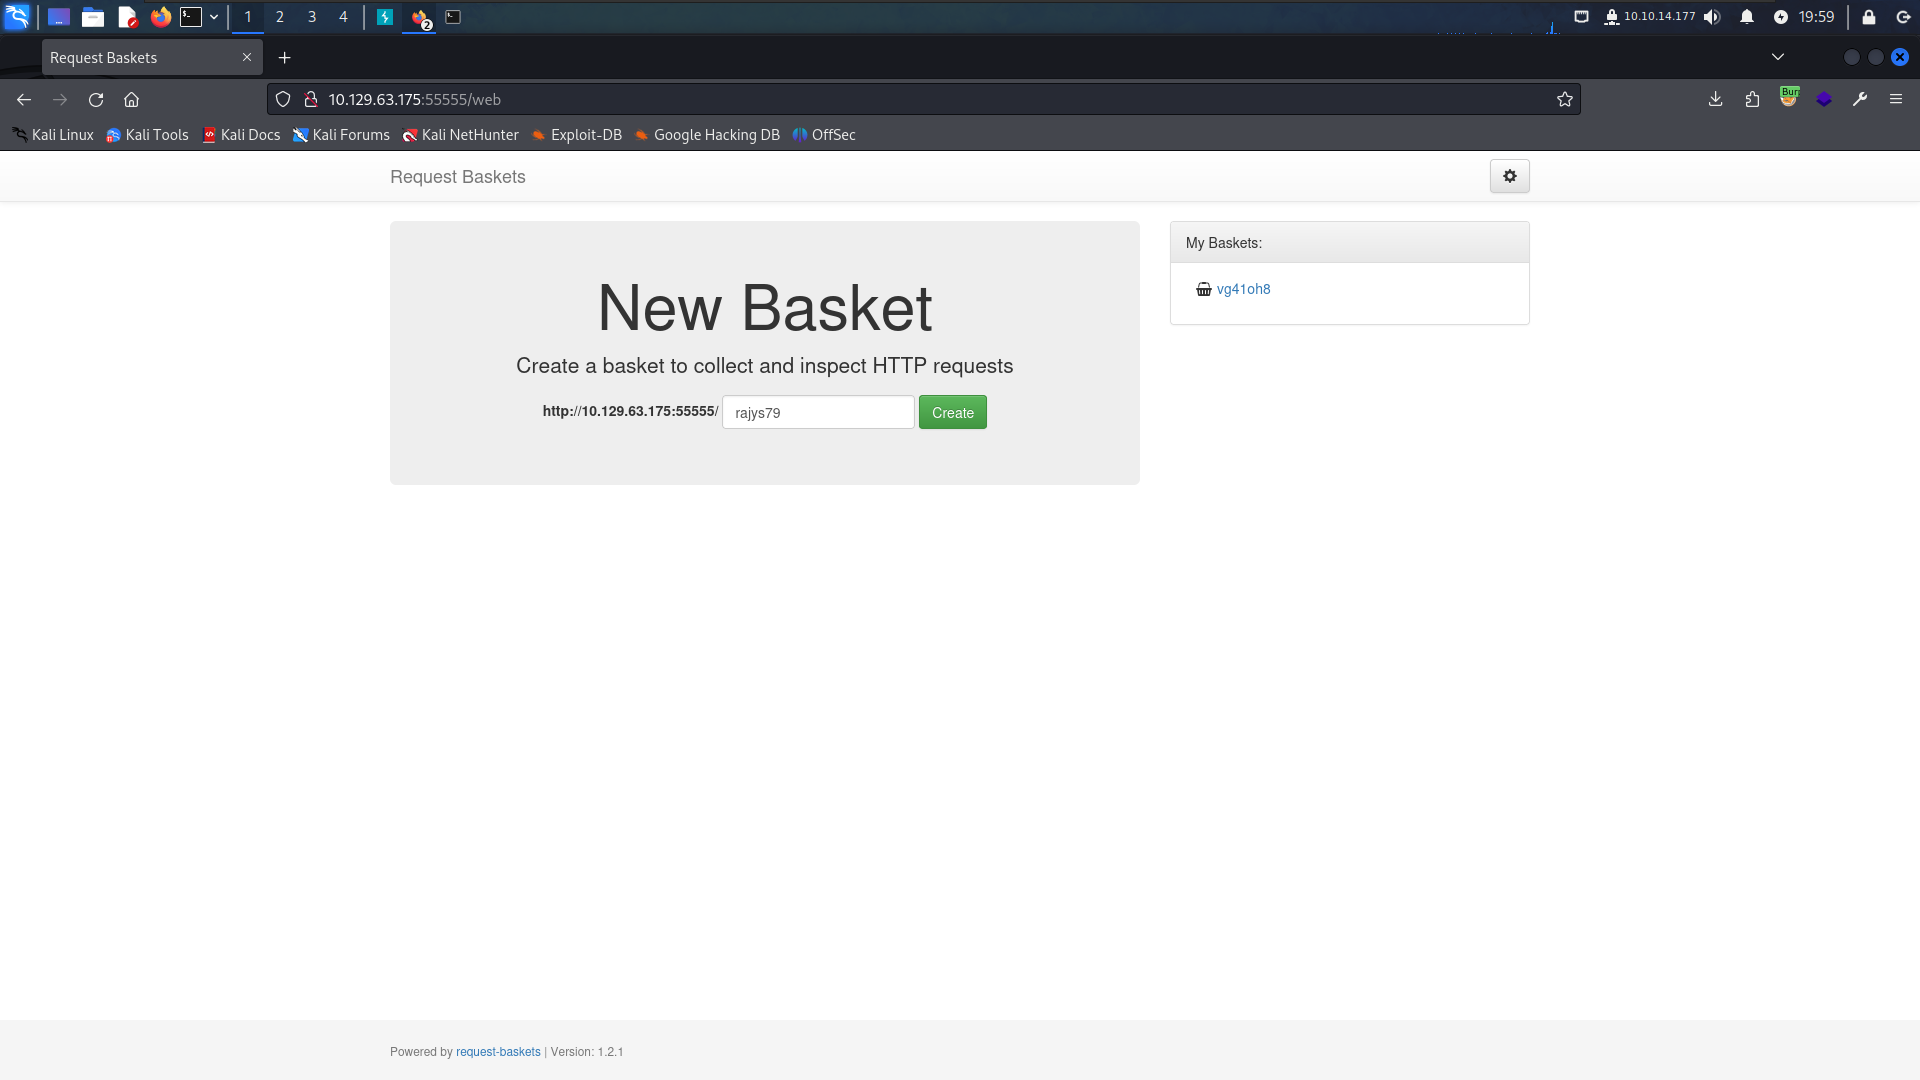 1 2 3 4 2 10.10.14.177 19:59
Request Baskets
10.129.63.175:55555/web
Burp
Kali Linux Kali Tools Kali Docs Kali Forums Kali NetHunter Exploit-DB Google Hacking DB OffSec
Request Baskets
New Basket
Create a basket to collect and inspect HTTP requests
http://10.129.63.175:55555/ rajys79 Create
My Baskets:
vg41oh8
Powered by request-baskets | Version: 1.2.1